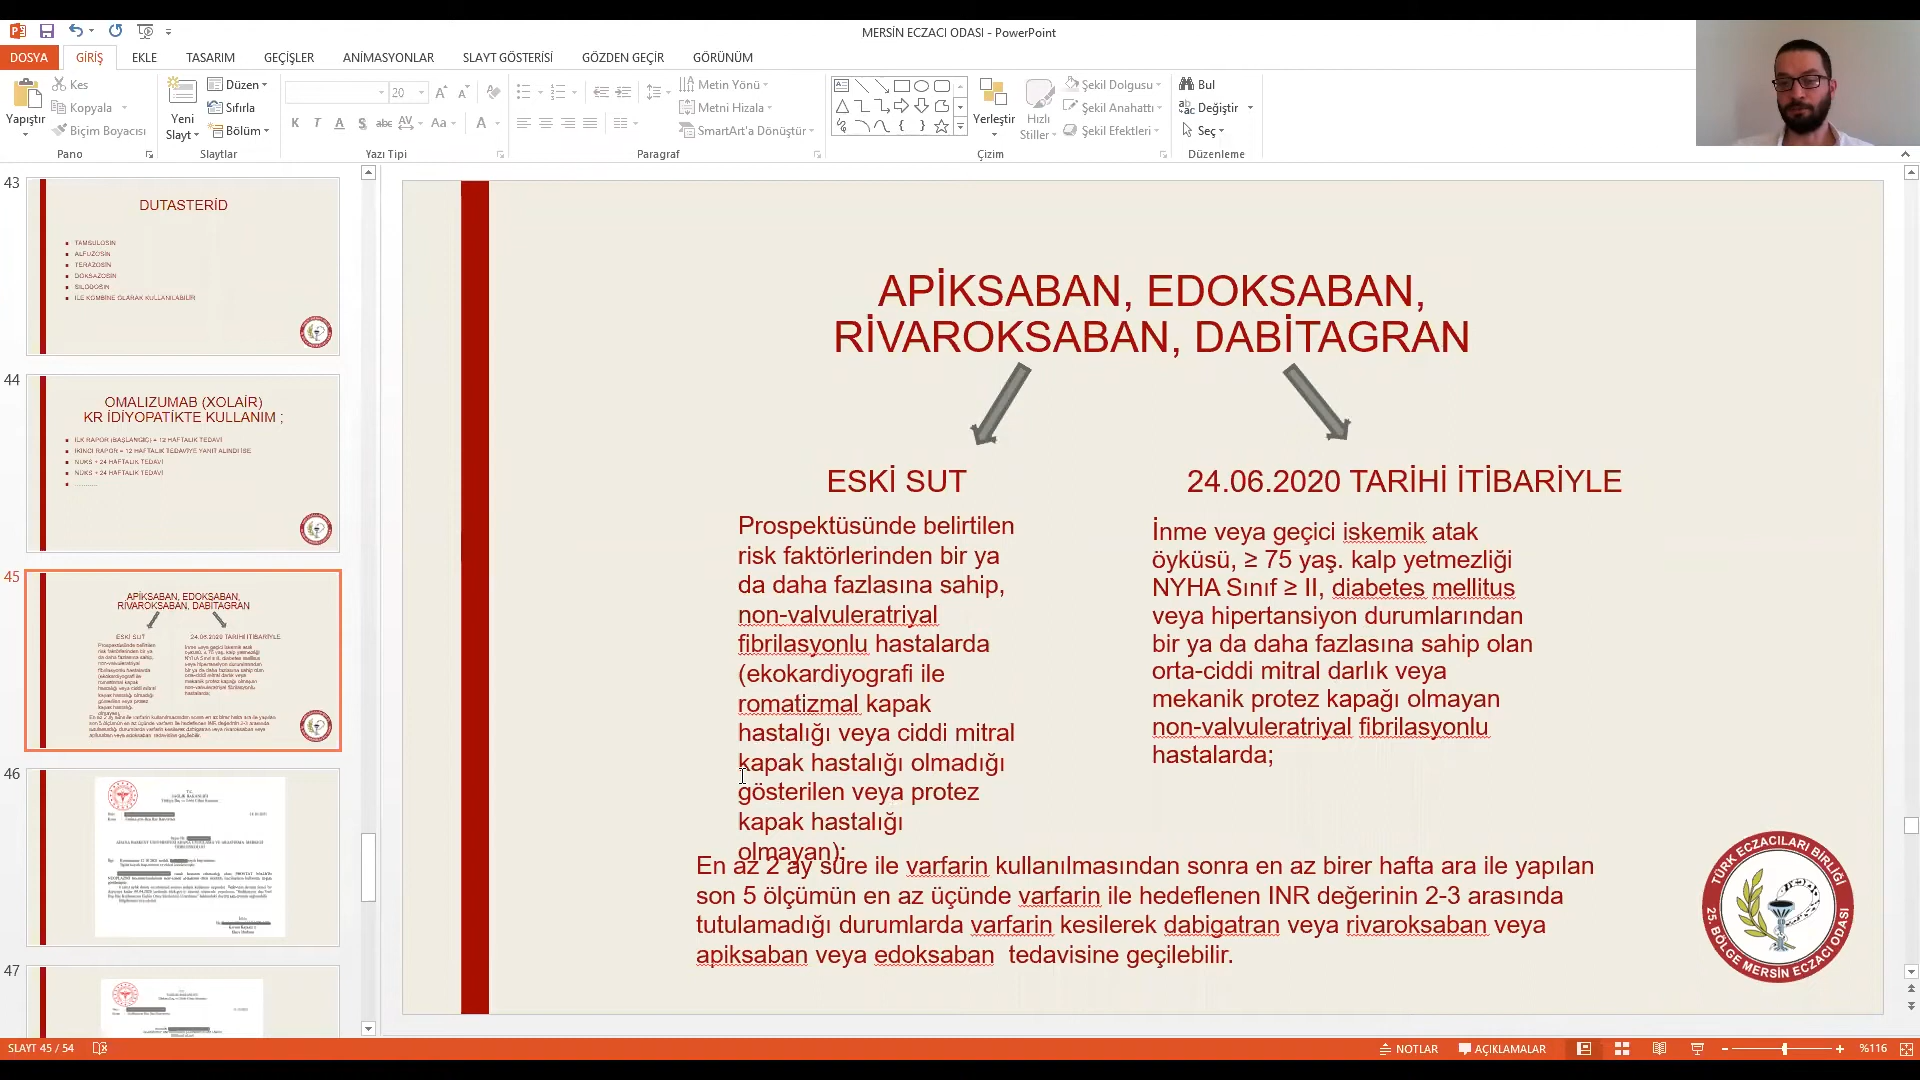 MERSİN ECZACI ODASI - PowerPoint
DOSYA GİRİŞ EKLE TASARIM GEÇİŞLER ANİMASYONLAR SLAYT GÖSTERİSİ GÖZDEN GEÇİR GÖRÜNÜM
Yapıştır
Kes
Kopyala
Biçim Boyacısı
Pano
Yeni
Slayt
Düzen
Sıfırla
Bölüm
Slaytlar
20
K T A S abc AV Aa A
Yazı Tipi
Metin Yönü
Metni Hizala
SmartArt'a Dönüştür
Paragraf
Yerleştir
Hızlı
Stiller
Şekil Dolgusu
Şekil Anahattı
Şekil Efektleri
Çizim
Bul
Değiştir
Seç
Düzenleme
43
DUTASTERİD
TAMSULOSIN
ALFUZOSİN
TERAZOSİN
DOKSAZOSİN
SILODOSIN
ILE KOMBİNE OLARAK KULLANILABİLİR
44
OMALIZUMAB (XOLAİR)
KR İDİYOPATİKTE KULLANIM ;
İLK RAPOR (BAŞLANGIÇ) = 12 HAFTALIK TEDAVİ
İKİNCİ RAPOR = 12 HAFTALIK TEDAVİYE YANIT ALINDI İSE
NÜKS = 24 HAFTALIK TEDAVİ
NÜKS = 24 HAFTALIK TEDAVİ
45
APİKSABAN, EDOKSABAN,
RİVAROKSABAN, DABİTAGRAN
ESKİ SUT
24.06.2020 TARİHİ İTİBARİYLE
46
47
APİKSABAN, EDOKSABAN,
RİVAROKSABAN, DABİTAGRAN
ESKİ SUT
Prospektüsünde belirtilen
risk faktörlerinden bir ya
da daha fazlasına sahip,
non-valvuleratriyal
fibrilasyonlu hastalarda
(ekokardiyografi ile
romatizmal kapak
hastalığı veya ciddi mitral
kapak hastalığı olmadığı
gösterilen veya protez
kapak hastalığı
olmayan);
24.06.2020 TARİHİ İTİBARİYLE
İnme veya geçici iskemik atak
öyküsü, ≥ 75 yaş. kalp yetmezliği
NYHA Sınıf ≥ II, diabetes mellitus
veya hipertansiyon durumlarından
bir ya da daha fazlasına sahip olan
orta-ciddi mitral darlık veya
mekanik protez kapağı olmayan
non-valvuleratriyal fibrilasyonlu
hastalarda;
En az 2 ay süre ile varfarin kullanılmasından sonra en az birer hafta ara ile yapılan
son 5 ölçümün en az üçünde varfarin ile hedeflenen INR değerinin 2-3 arasında
tutulamadığı durumlarda varfarin kesilerek dabigatran veya rivaroksaban veya
apiksaban veya edoksaban tedavisine geçilebilir.
TÜRK ECZACILARI BİRLİĞİ
25. BÖLGE MERSİN ECZACI ODASI
SLAYT 45 / 54
NOTLAR
AÇIKLAMALAR
%116